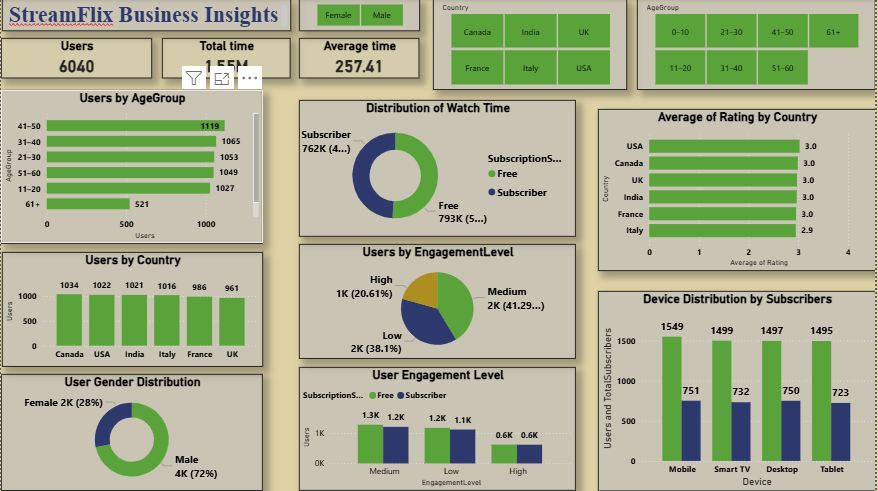 StreamFlix Business Insights
Female Male
Country
Canada India UK
France Italy USA
AgeGroup
0–10 21–30 41–50 61+
11–20 31–40 51–60
Users
6040
Total time
1.55M
Average time
257.41
Users by AgeGroup
AgeGroup
41–50 1119
31–40 1065
21–30 1053
51–60 1049
11–20 1027
61+ 521
0 500 1000
Users
Distribution of Watch Time
Subscriber
762K (4...)
SubscriptionS...
Free
Subscriber
Free
793K (5...)
Average of Rating by Country
Country
USA 3.0
Canada 3.0
UK 3.0
India 3.0
France 3.0
Italy 2.9
0 1 2 3 4
Average of Rating
Users by Country
Users
1034 1022 1021 1016 986 961
1000
500
0
Canada USA India Italy France UK
Users by EngagementLevel
High
1K (20.61%)
Medium
2K (41.29...)
Low
2K (38.1%)
Device Distribution by Subscribers
Users and TotalSubscribers
1549 1499 1497 1495
1500
1000
751 732 750 723
500
0
Mobile Smart TV Desktop Tablet
Device
User Gender Distribution
Female 2K (28%)
Male
4K (72%)
User Engagement Level
SubscriptionS... Free Subscriber
Users
1.3K 1.2K 1.2K 1.1K 0.6K 0.6K
1K
0K
Medium Low High
EngagementLevel